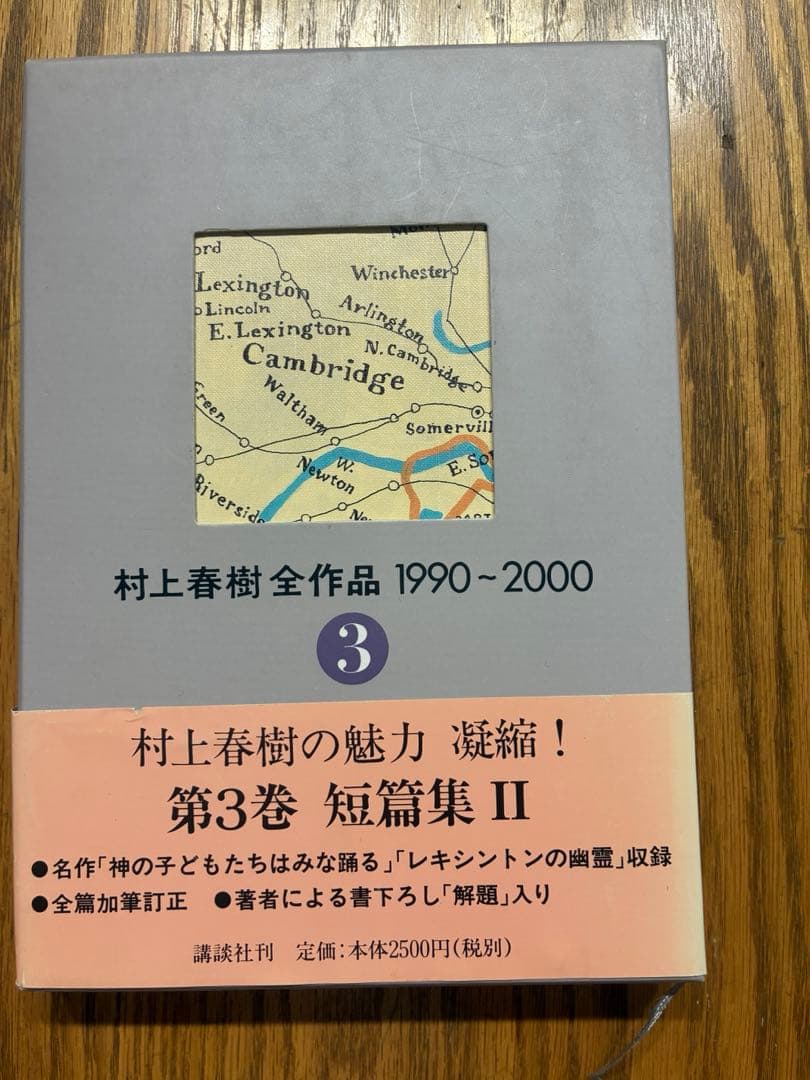 Winchester
Lexington
Lincoln
Arlington
E. Lexington
N. Cambridge
Cambridge
Waltham
Green
Somervill
W.
Newton
E. So
Riversid
村上春樹 全作品 1990~2000
3
村上春樹の魅力 凝縮!
第3巻 短篇集 II
●名作「神の子どもたちはみな踊る」「レキシントンの幽霊」収録
●全篇加筆訂正 ●著者による書下ろし「解題」入り
講談社刊 定価:本体2500円(税別)